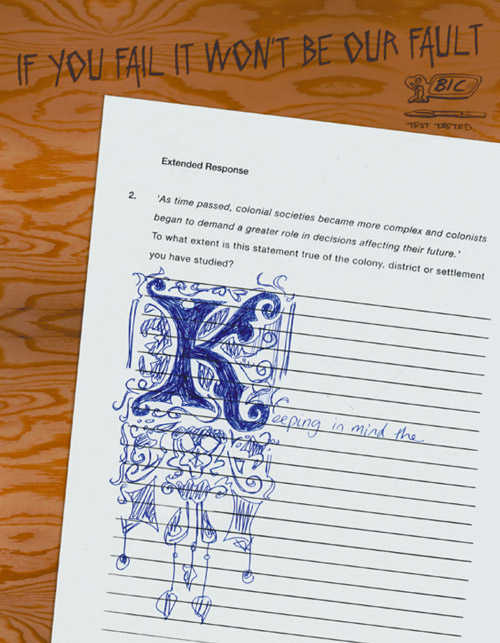 IF YOU FAIL IT WON'T BE OUR FAULT
BIC
TEST TESTED.
Extended Response
2. 'As time passed, colonial societies became more complex and colonists
began to demand a greater role in decisions affecting their future.'
To what extent is this statement true of the colony, district or settlement
you have studied?
Keeping in mind the